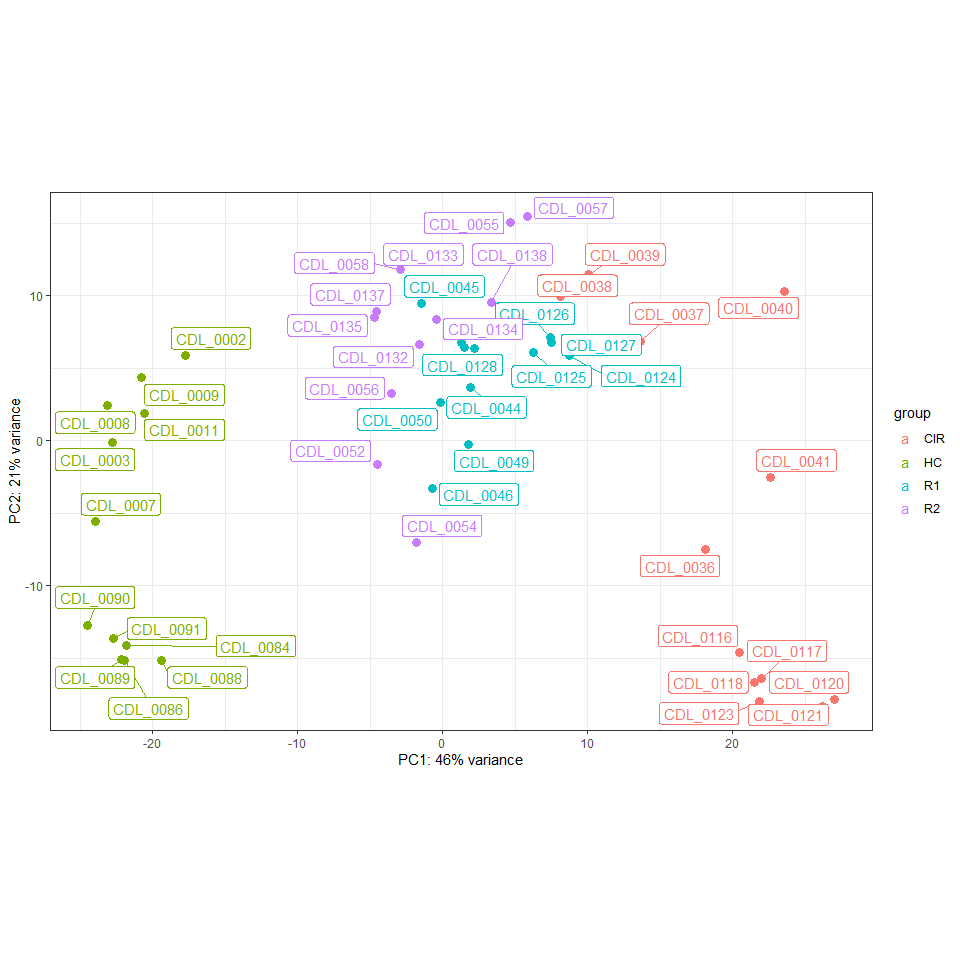 CDL_0057
CDL_0055
CDL_0133
CDL_0138
CDL_0039
CDL_0058
CDL_0045
CDL_0038
CDL_0137
CDL_0040
CDL_0126
CDL_0037
CDL_0135
CDL_0134
CDL_0002
CDL_0127
CDL_0132
CDL_0128
CDL_0125
CDL_0124
CDL_0056
CDL_0009
CDL_0044
CDL_0050
CDL_0008
CDL_0011
CDL_0052
CDL_0003
CDL_0049
CDL_0041
CDL_0046
CDL_0007
CDL_0054
CDL_0036
CDL_0090
CDL_0091
CDL_0116
CDL_0084
CDL_0117
CDL_0089
CDL_0088
CDL_0118
CDL_0120
CDL_0086
CDL_0123
CDL_0121
10
0
-10
PC2: 21% variance
-20
-10
0
10
20
PC1: 46% variance
group
a CIR
a HC
a R1
a R2